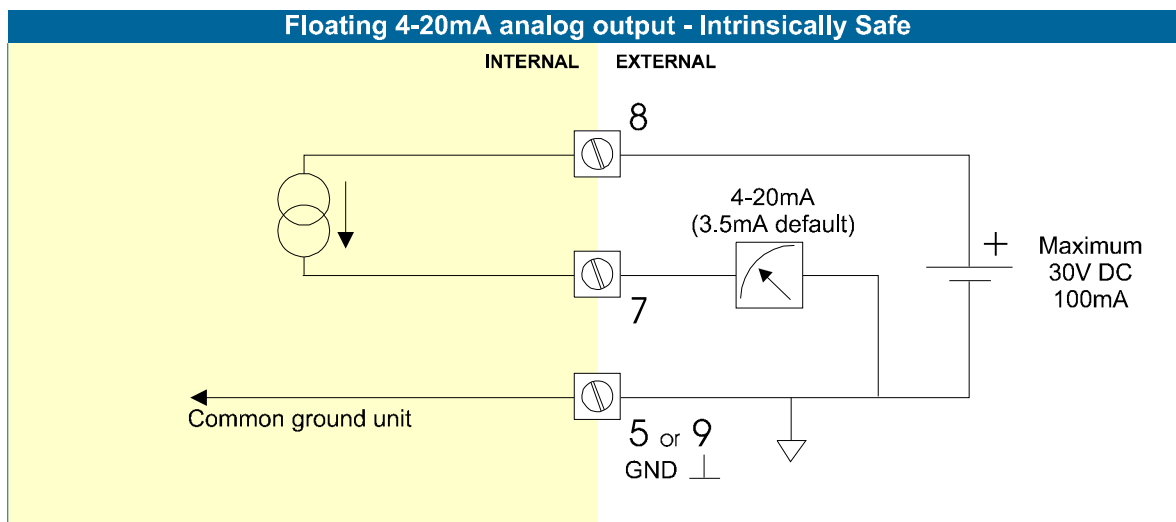 Floating 4-20mA analog output - Intrinsically Safe
INTERNAL EXTERNAL
8
4-20mA
(3.5mA default)
+
Maximum
30V DC
100mA
7
Common ground unit
5 or 9
GND